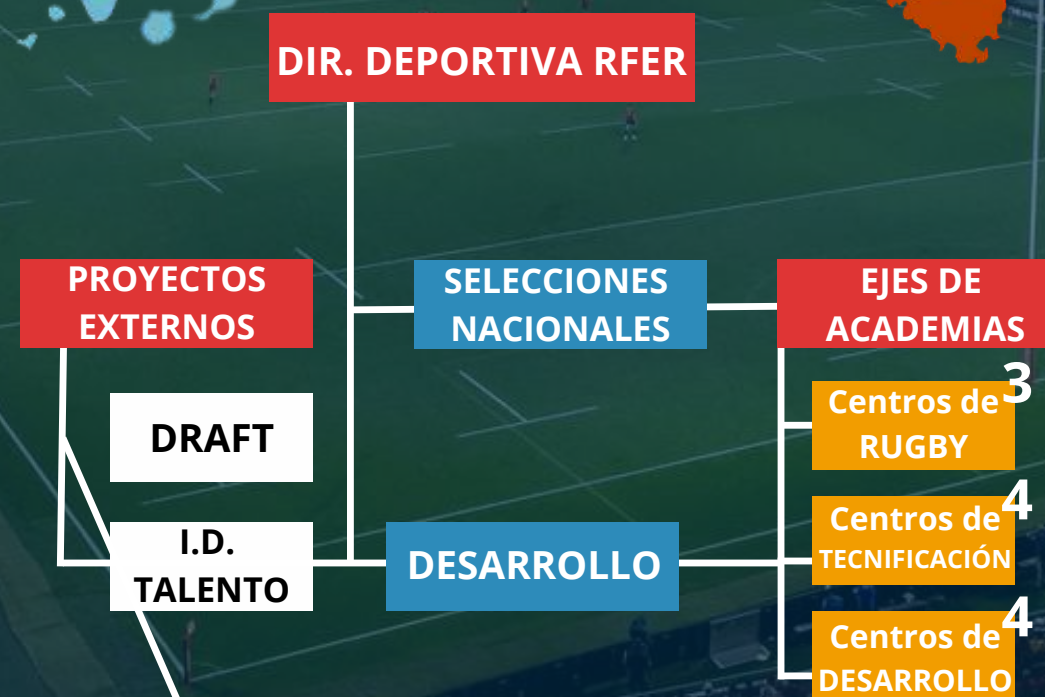 DIR. DEPORTIVA RFER
PROYECTOS
EXTERNOS
SELECCIONES
NACIONALES
EJES DE
ACADEMIAS
3
Centros de
RUGBY
DRAFT
4
Centros de
TECNIFICACIÓN
I.D.
TALENTO
DESARROLLO
4
Centros de
DESARROLLO